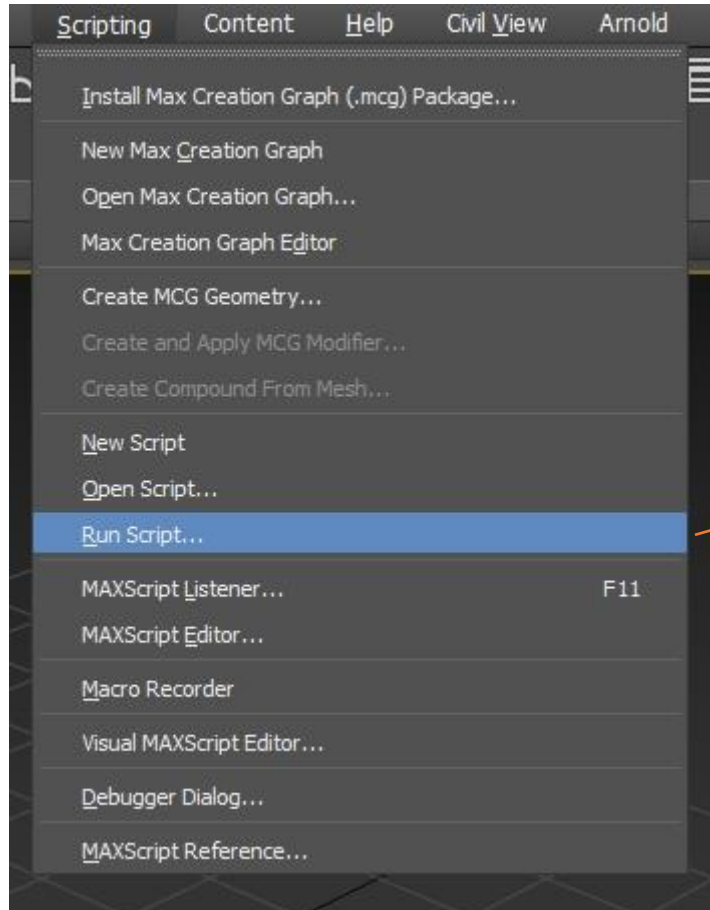 Scripting Content Help Civil View Arnold
Install Max Creation Graph (.mcg) Package...
New Max Creation Graph
Open Max Creation Graph...
Max Creation Graph Editor
Create MCG Geometry...
Create and Apply MCG Modifier...
Create Compound From Mesh...
New Script
Open Script...
Run Script...
MAXScript Listener... F11
MAXScript Editor...
Macro Recorder
Visual MAXScript Editor...
Debugger Dialog...
MAXScript Reference...